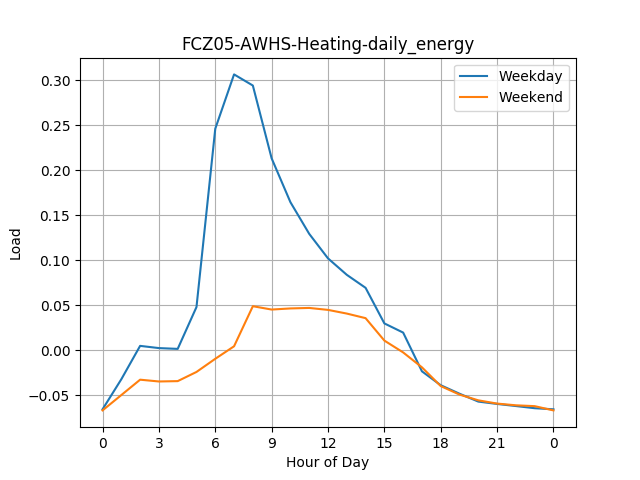 FCZ05-AWHS-Heating-daily_energy
Weekday
Weekend
Load
0.30
0.25
0.20
0.15
0.10
0.05
0.00
−0.05
0 3 6 9 12 15 18 21 0
Hour of Day